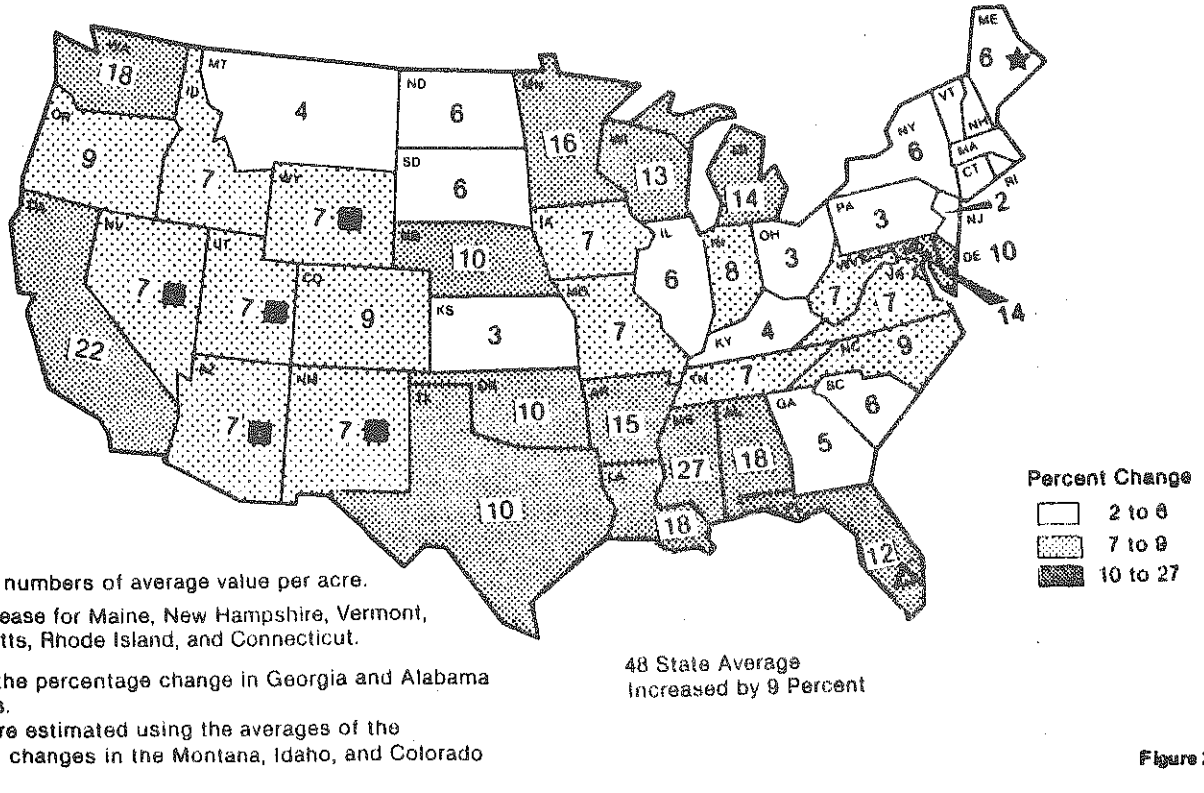 ME
WA
18
MT
6
ID
4
ND
6
MN
16
VT
NH
NY
6
MA
CT
RI
OR
9
7
SD
6
WI
13
MI
14
WY
7
PA
3
2
NJ
CA
NV
UT
NB
10
IA
7
IL
6
IN
8
OH
3
WV
7
VA
7
DE 10
14
7
7
CO
9
MO
7
KS
3
KY
4
22
NC
9
AZ
7
NM
7
TX
OK
10
AR
15
TN
7
SC
6
MS
27
AL
18
GA
5
10
LA
18
FL
12
Percent Change
2 to 6
7 to 9
10 to 27
numbers of average value per acre.
ease for Maine, New Hampshire, Vermont,
tts, Rhode Island, and Connecticut.
the percentage change in Georgia and Alabama
s.
re estimated using the averages of the
changes in the Montana, Idaho, and Colorado
48 State Average
Increased by 9 Percent
Figure 2